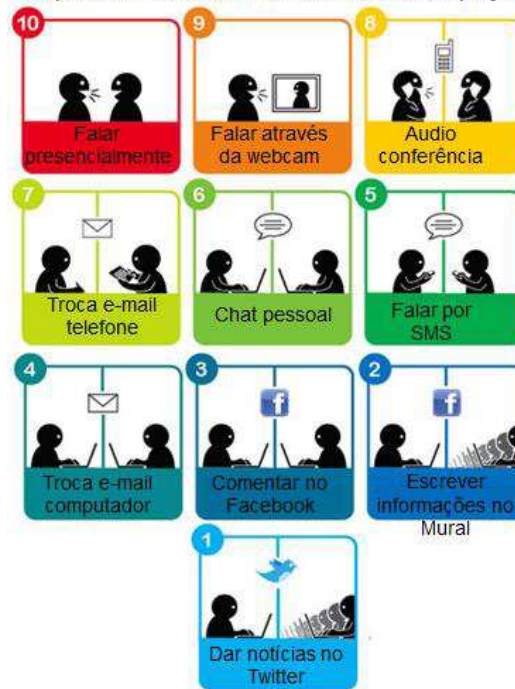 10
Falar
presencialmente
9
Falar através
da webcam
8
Audio
conferência
7
Troca e-mail
telefone
6
Chat pessoal
5
Falar por
SMS
4
Troca e-mail
computador
3
f
Comentar no
Facebook
2
f
Escrever
informações no
Mural
1
Dar notícias no
Twitter